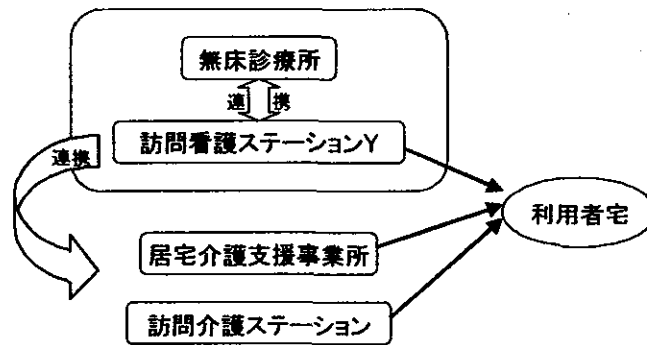 無床診療所
連 携
訪問看護ステーションY
連携
利用者宅
居宅介護支援事業所
訪問介護ステーション